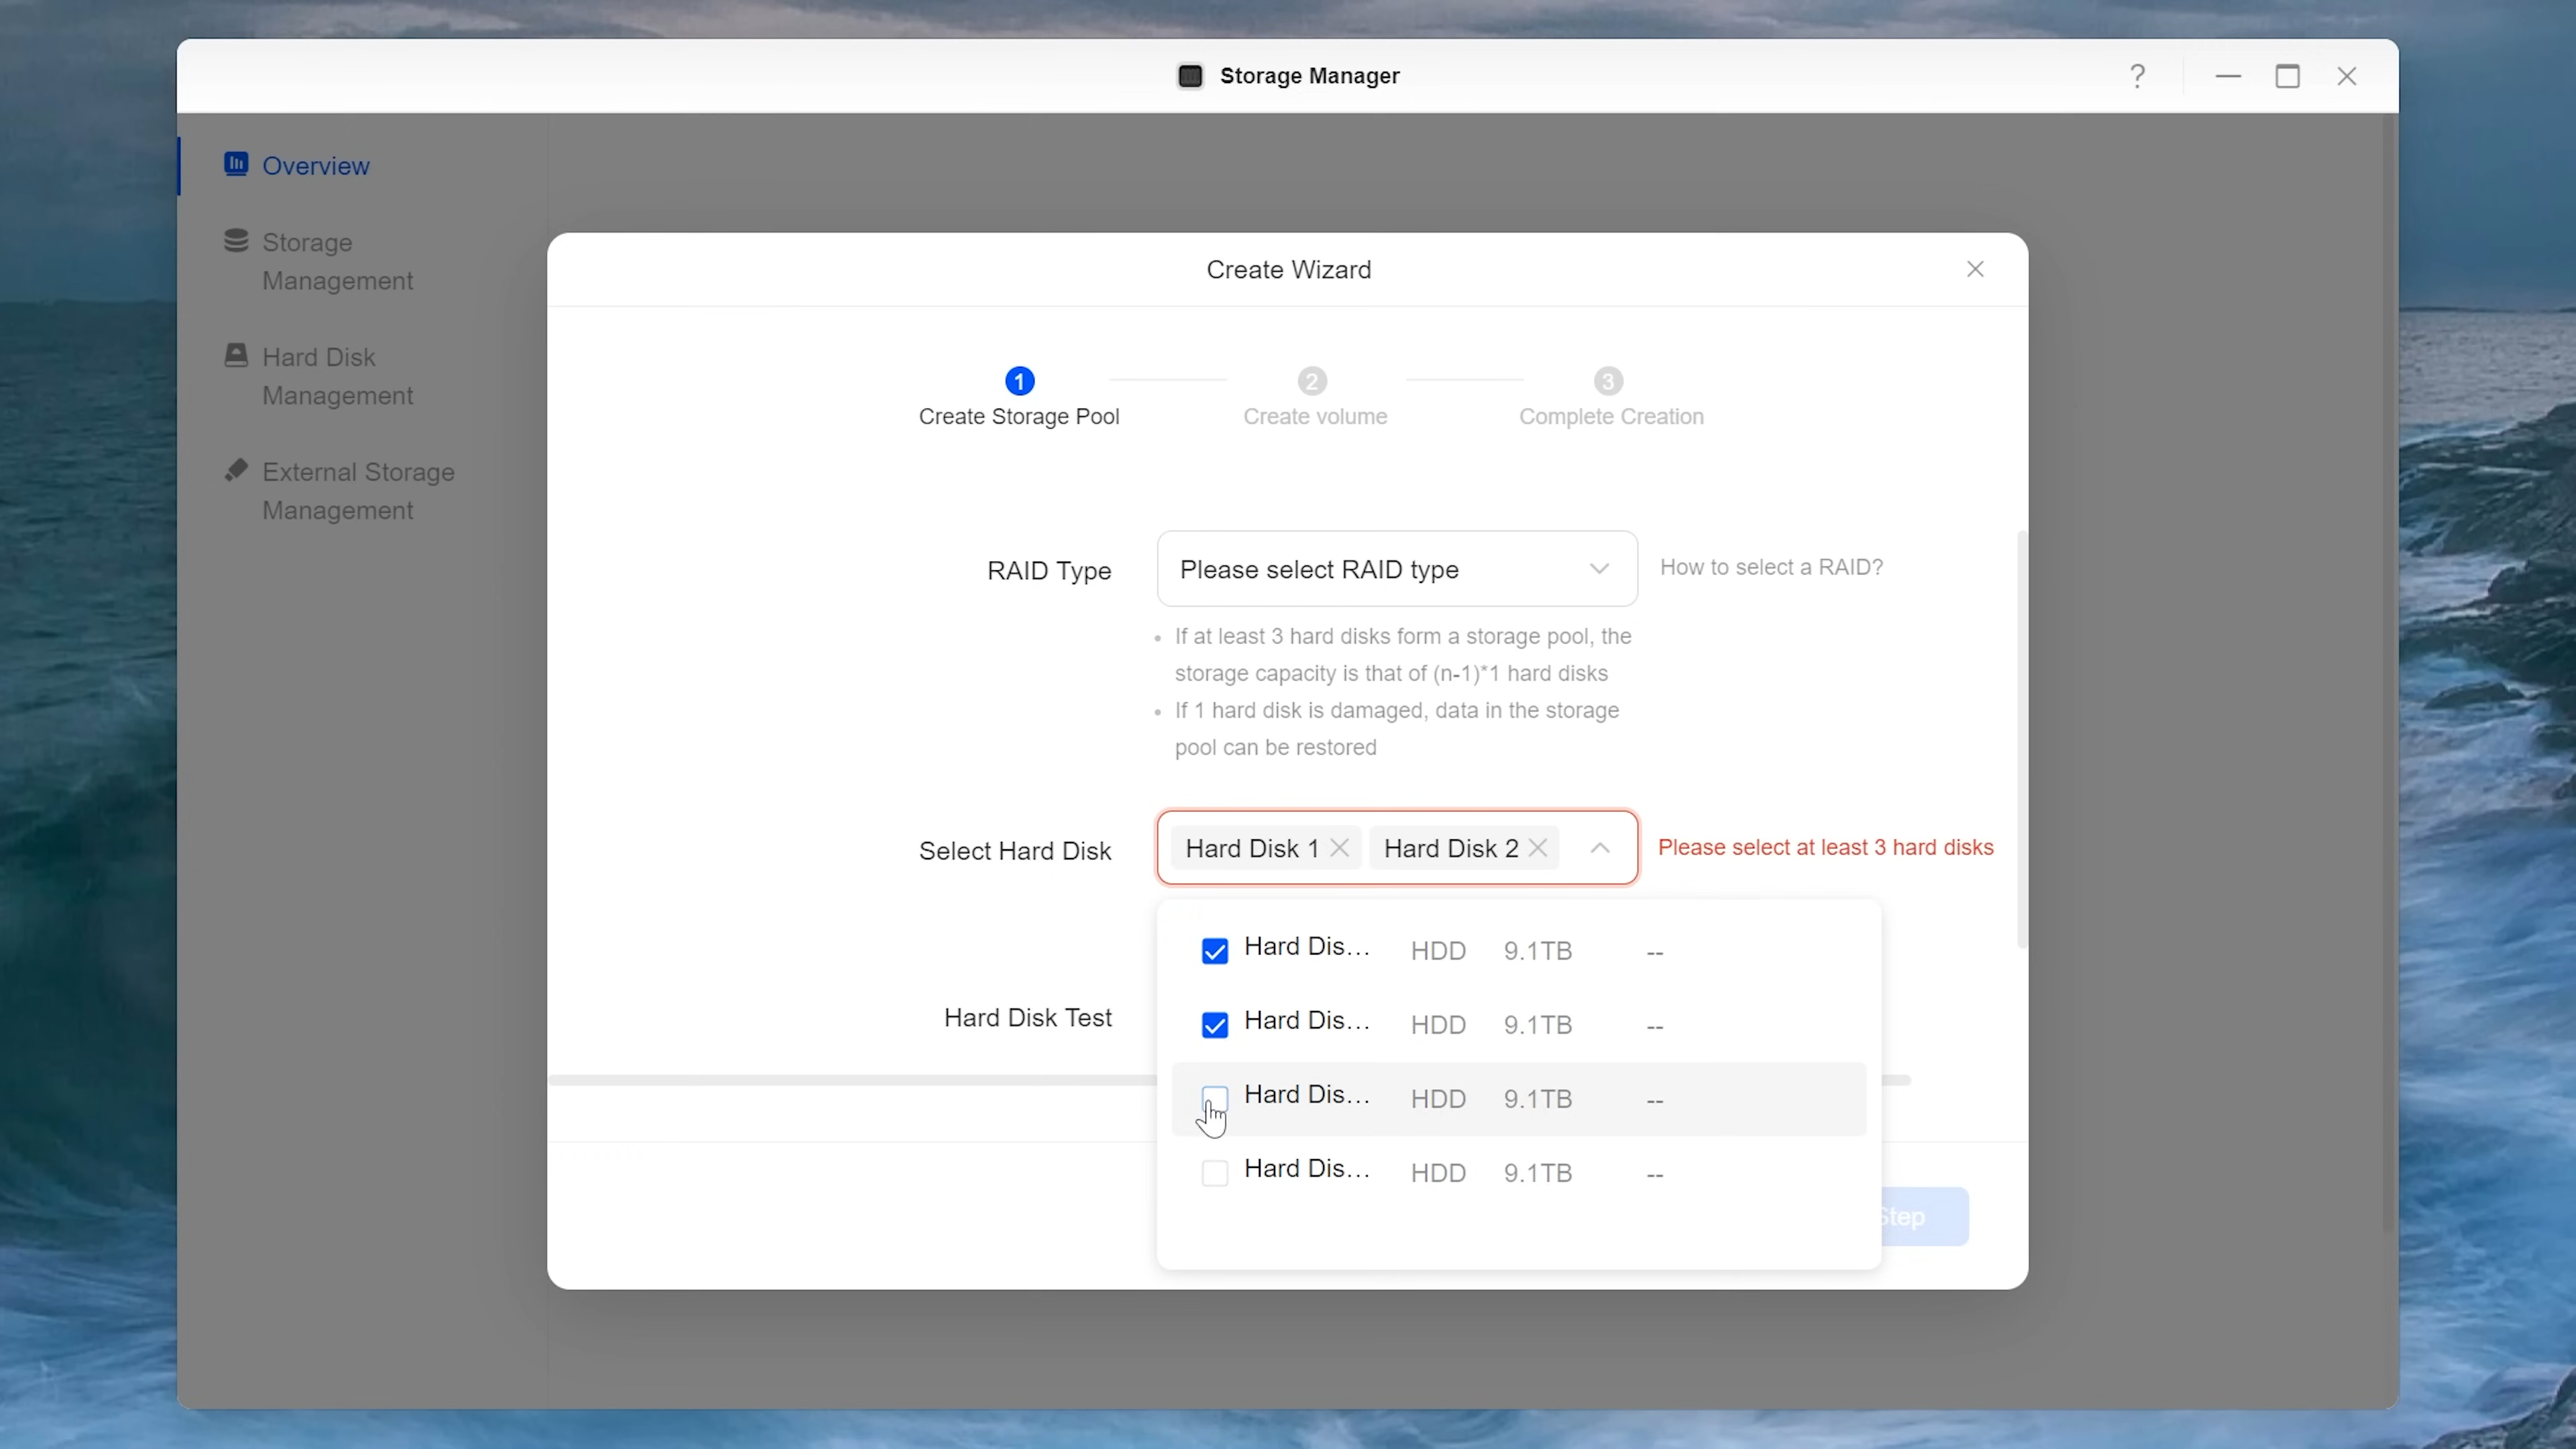 Storage Manager
Overview
Storage
Management
Hard Disk
Management
External Storage
Management
Create Wizard
1
2
3
Create Storage Pool
Create volume
Complete Creation
RAID Type
Please select RAID type
How to select a RAID?
• If at least 3 hard disks form a storage pool, the
storage capacity is that of (n-1)*1 hard disks
• If 1 hard disk is damaged, data in the storage
pool can be restored
Select Hard Disk
Hard Disk 1
Hard Disk 2
Please select at least 3 hard disks
Hard Dis... HDD 9.1TB --
Hard Dis... HDD 9.1TB --
Hard Disk Test
Hard Dis... HDD 9.1TB --
Hard Dis... HDD 9.1TB --
Step